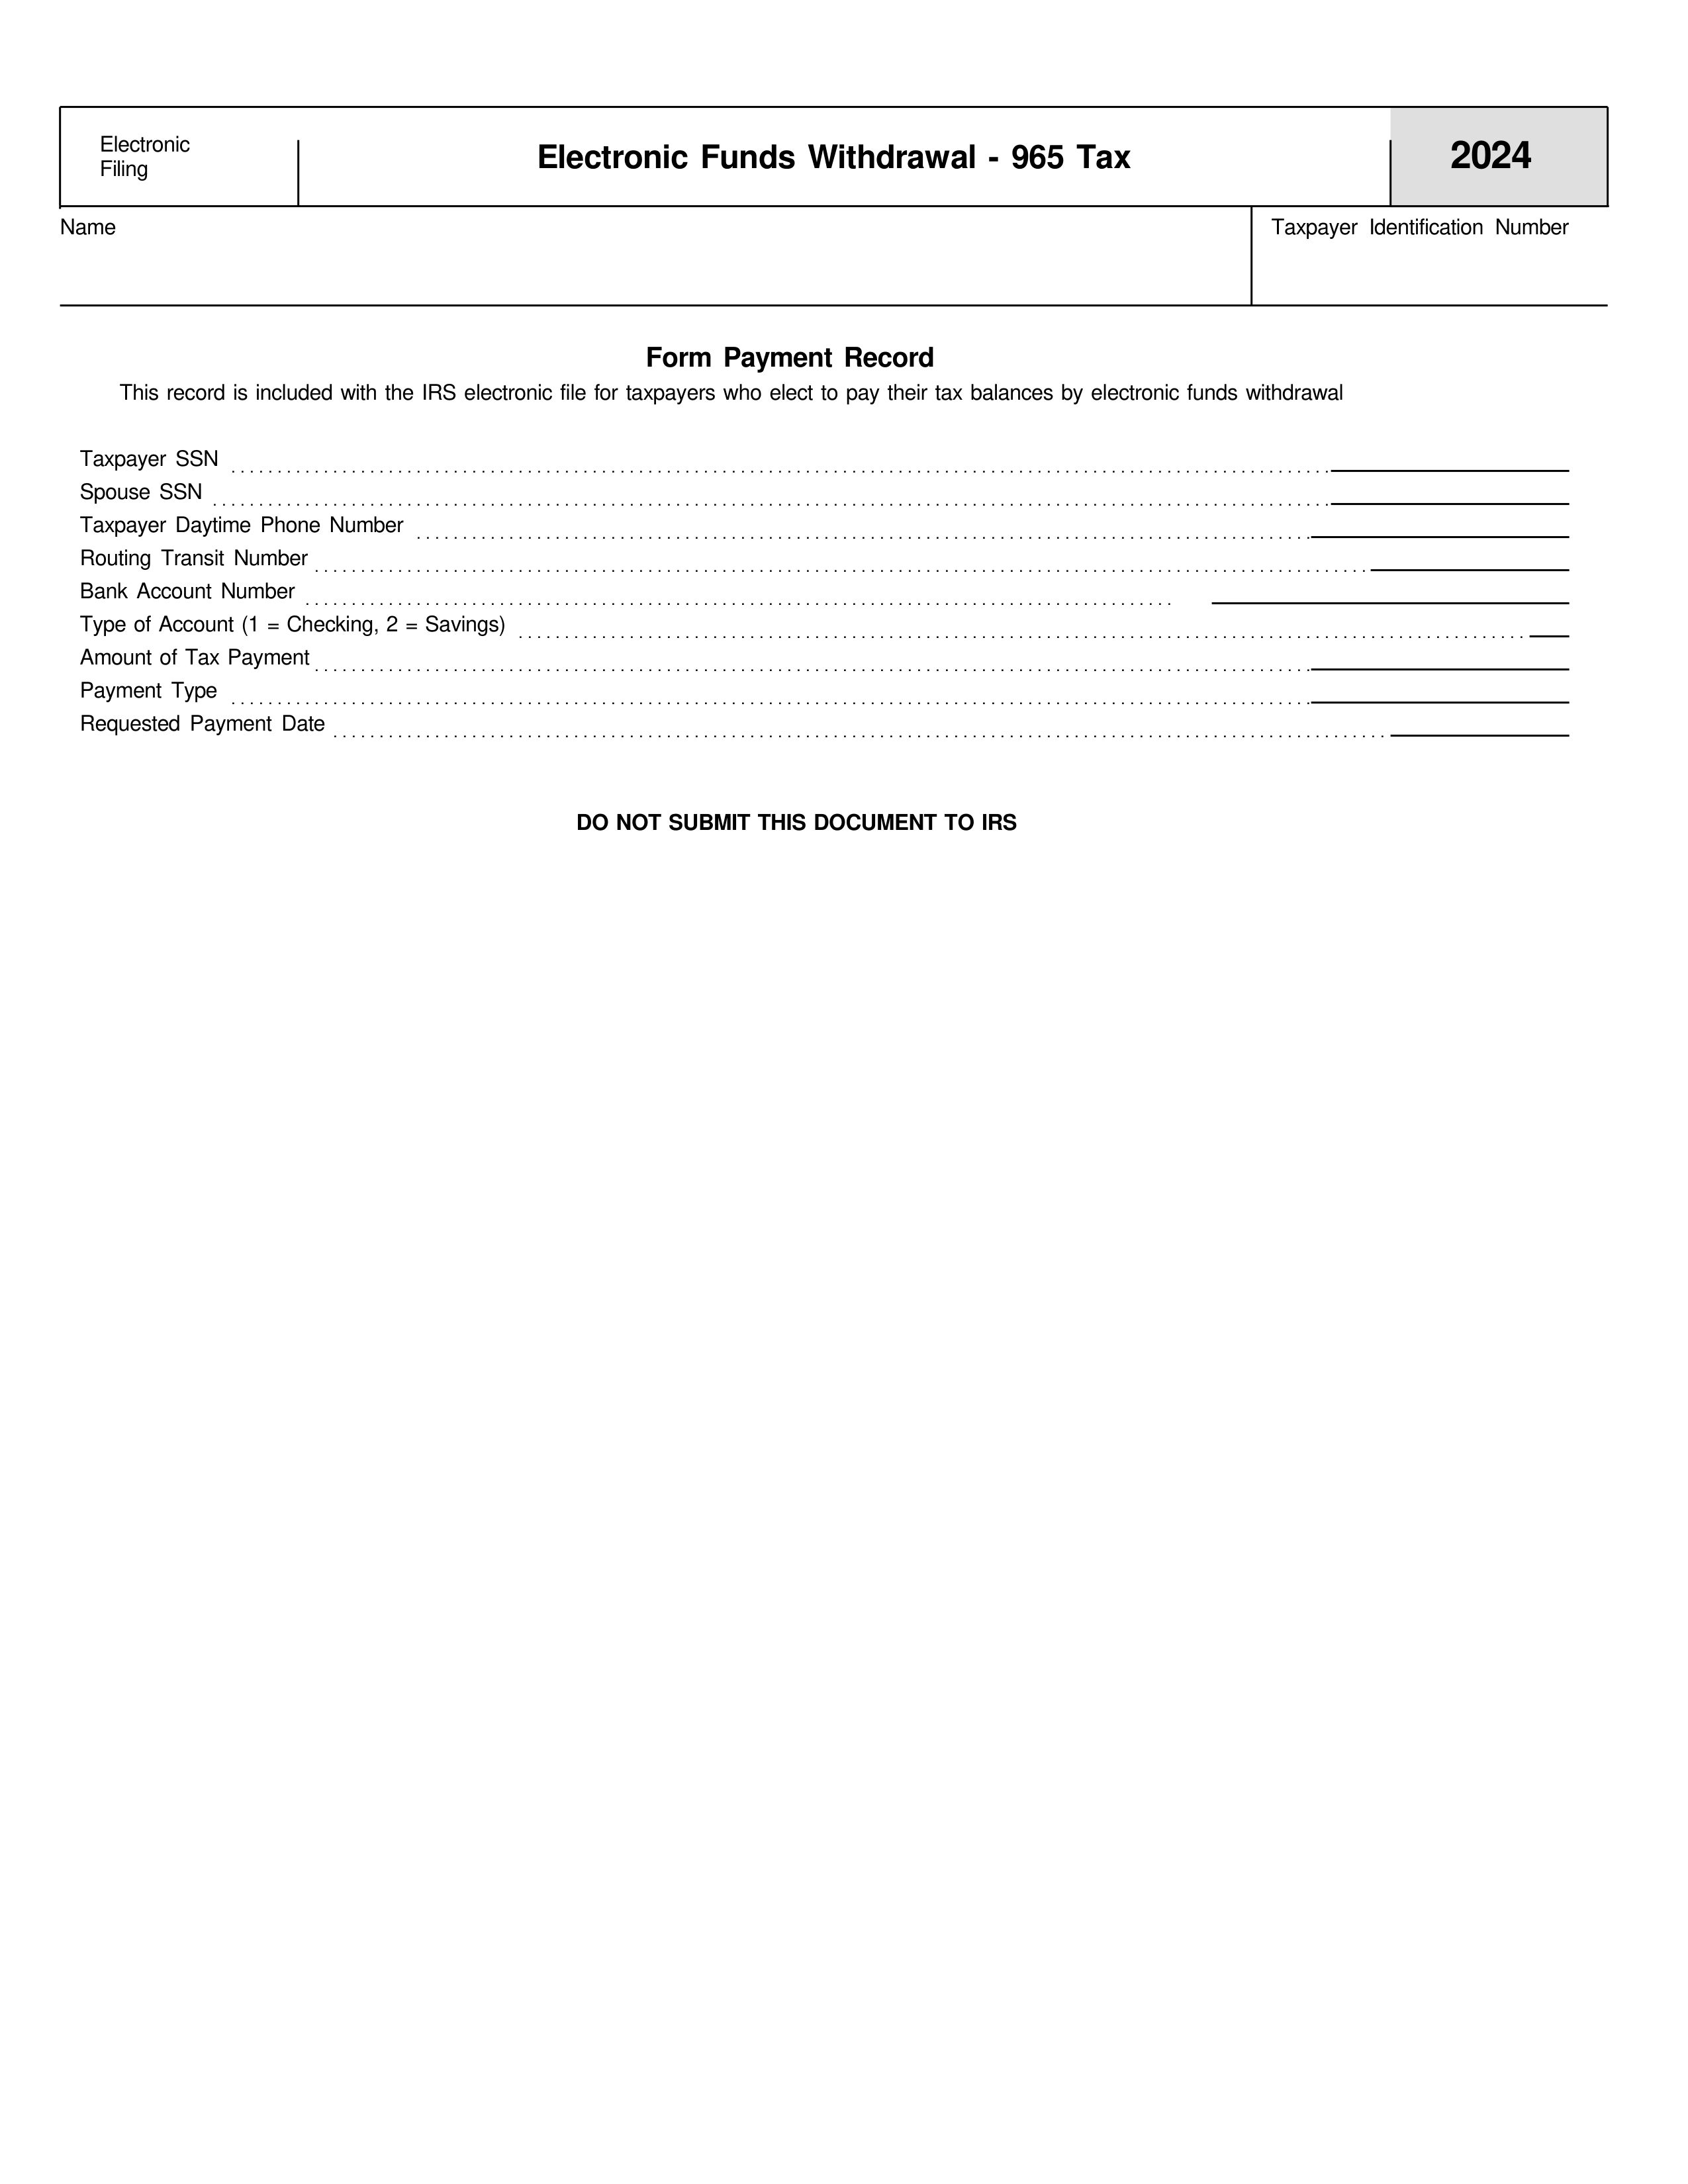 Electronic
Filing
Electronic Funds Withdrawal - 965 Tax
2024
Name
Taxpayer Identification Number
Form Payment Record
This record is included with the IRS electronic file for taxpayers who elect to pay their tax balances by electronic funds withdrawal
Taxpayer SSN
Spouse SSN
Taxpayer Daytime Phone Number
Routing Transit Number
Bank Account Number
Type of Account (1 = Checking, 2 = Savings)
Amount of Tax Payment
Payment Type
Requested Payment Date
DO NOT SUBMIT THIS DOCUMENT TO IRS